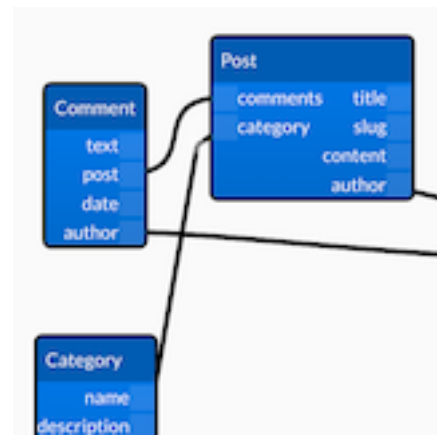 Post
comments title
category slug
content
author
Comment
text
post
date
author
Category
name
description